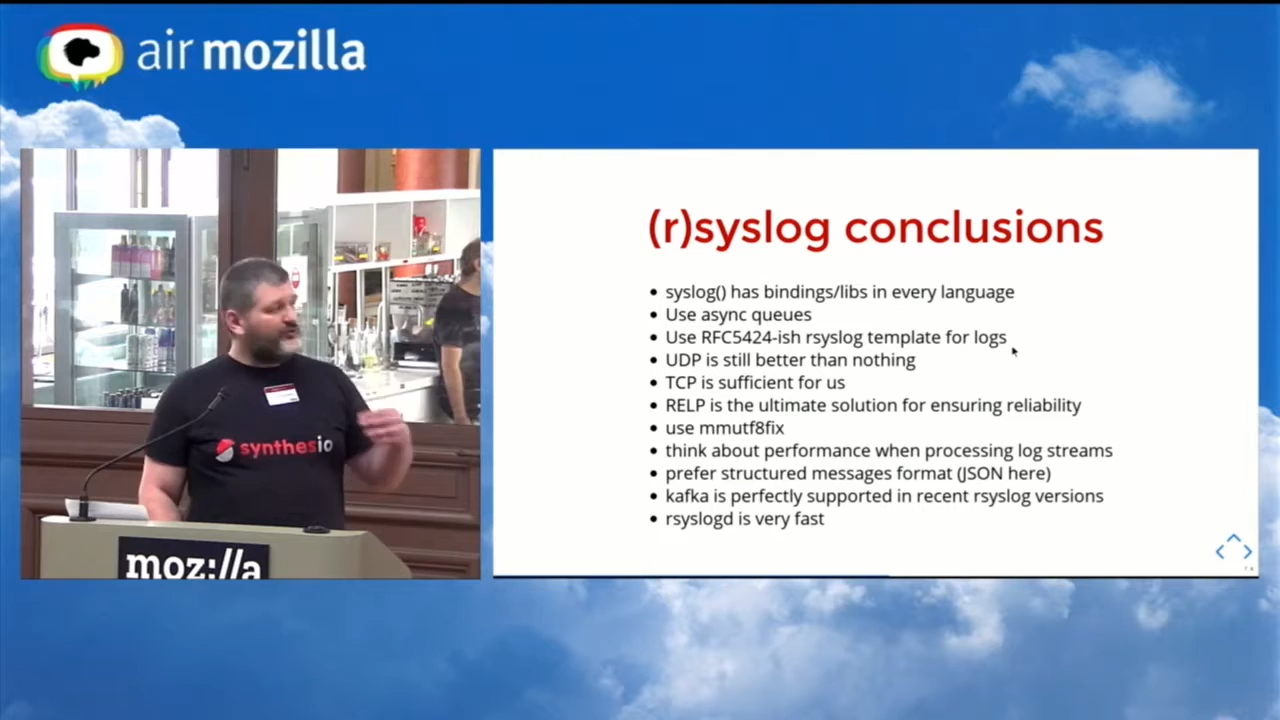 air mozilla
synthesio
moz://a
(r)syslog conclusions
• syslog() has bindings/libs in every language
• Use async queues
• Use RFC5424-ish rsyslog template for logs
• UDP is still better than nothing
• TCP is sufficient for us
• RELP is the ultimate solution for ensuring reliability
• use mmutf8fix
• think about performance when processing log streams
• prefer structured messages format (JSON here)
• kafka is perfectly supported in recent rsyslog versions
• rsyslogd is very fast